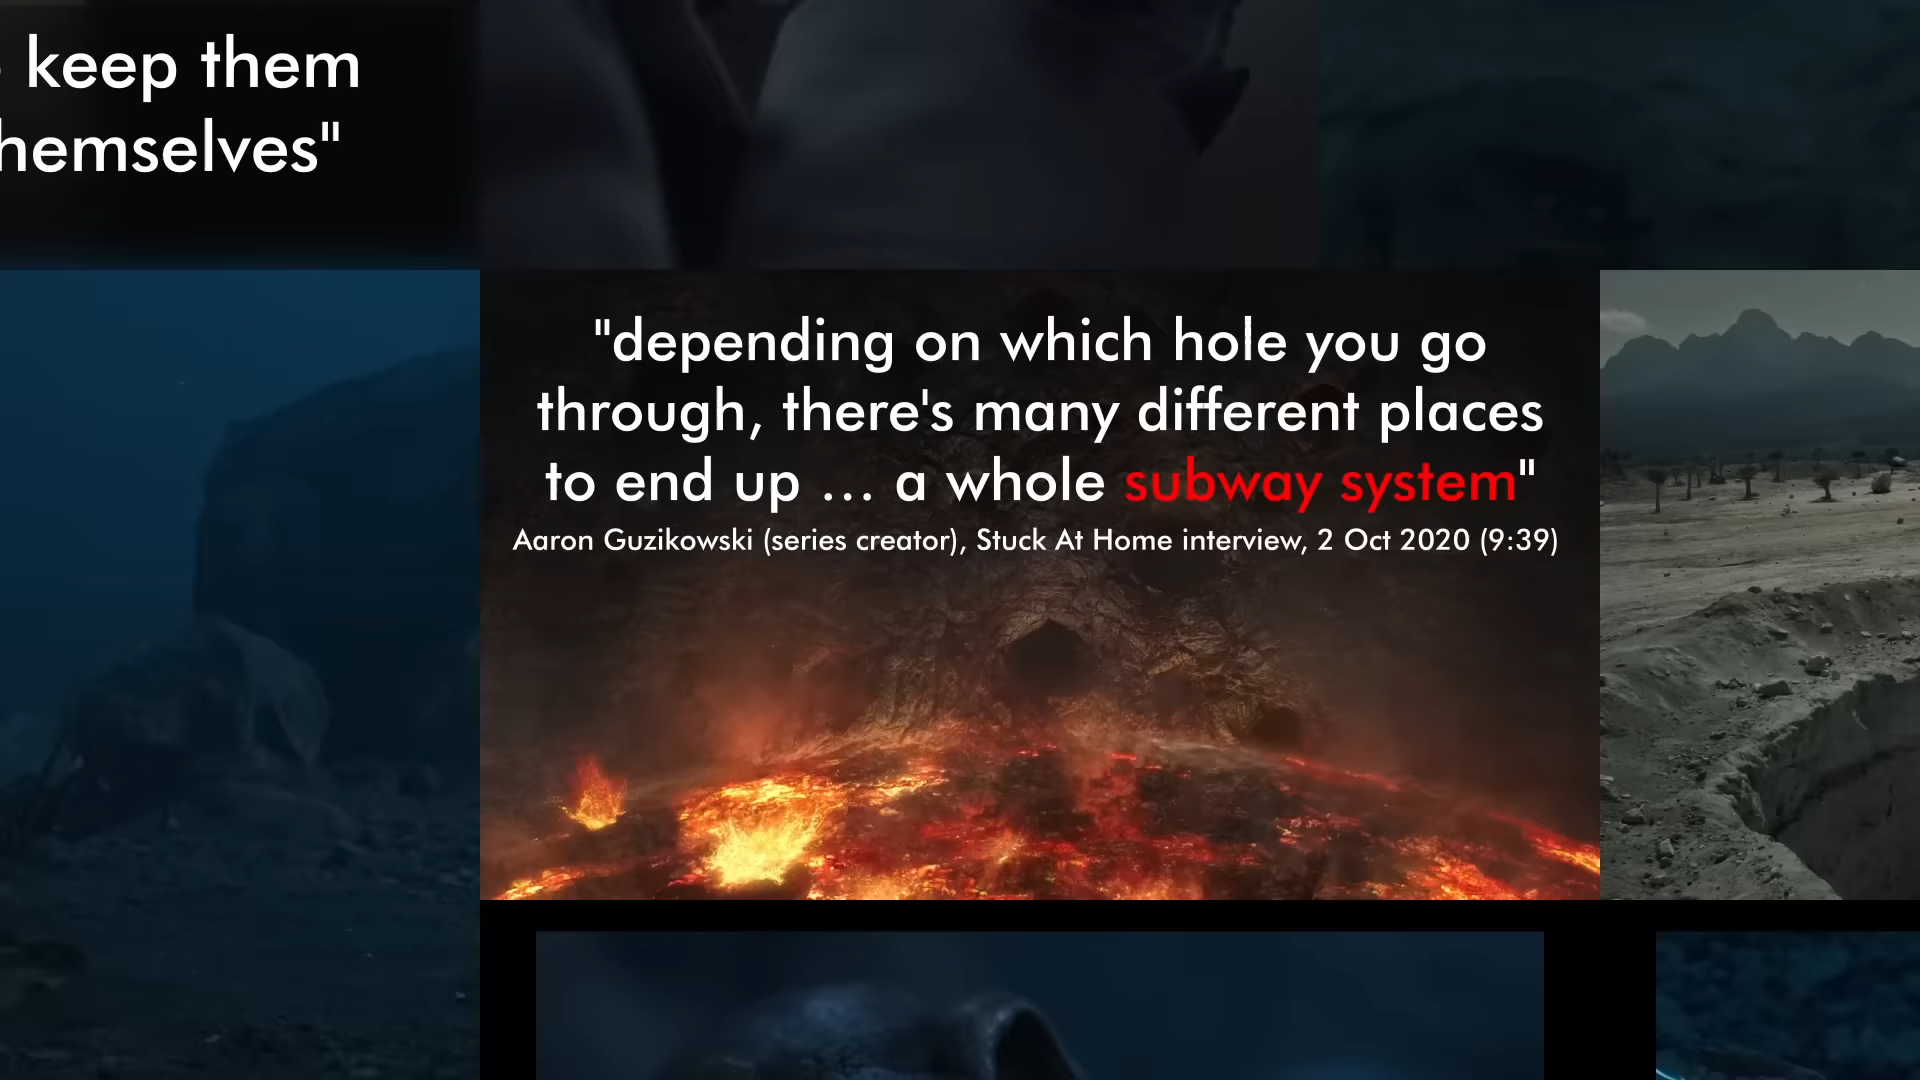 keep them
hemselves"
"depending on which hole you go
through, there's many different places
to end up ... a whole subway system"
Aaron Guzikowski (series creator), Stuck At Home interview, 2 Oct 2020 (9:39)